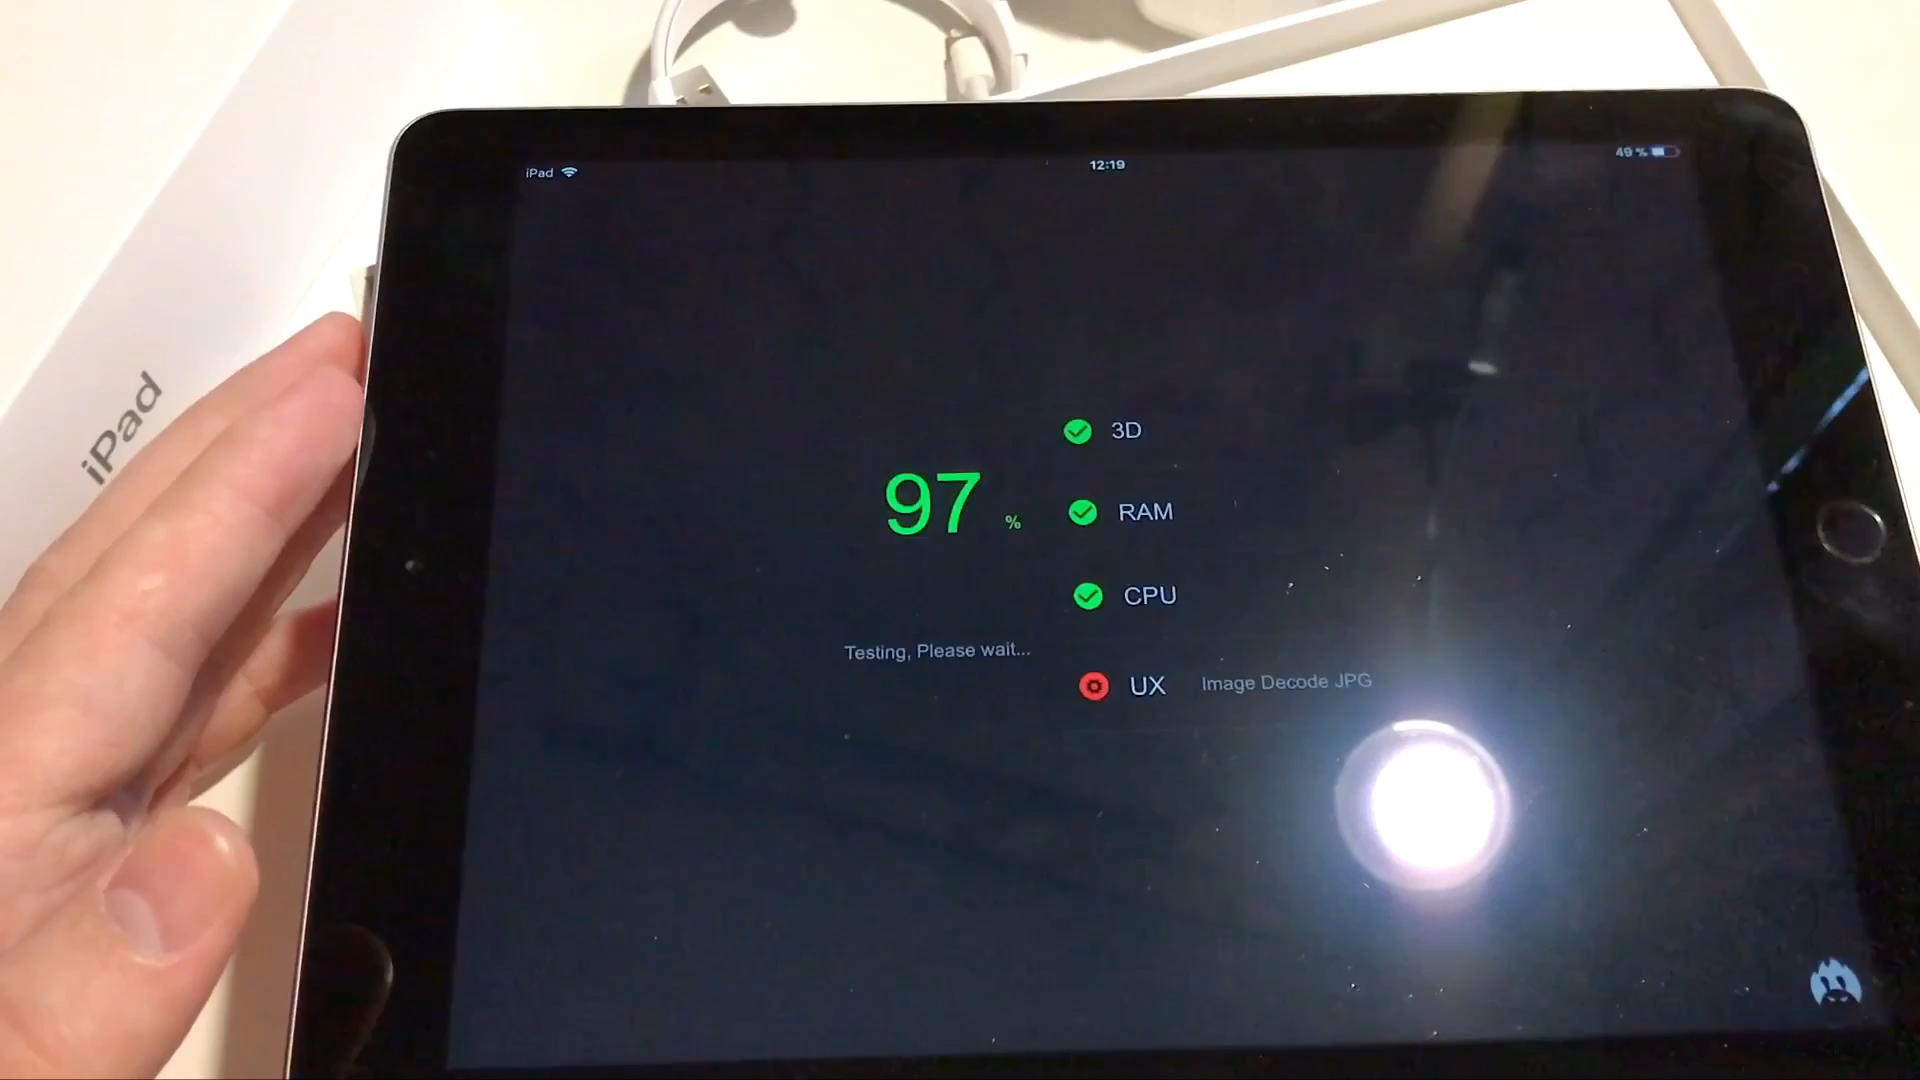 iPad
12:19
49 %
3D
97 %
RAM
CPU
Testing, Please wait...
UX Image Decode JPG
iPad